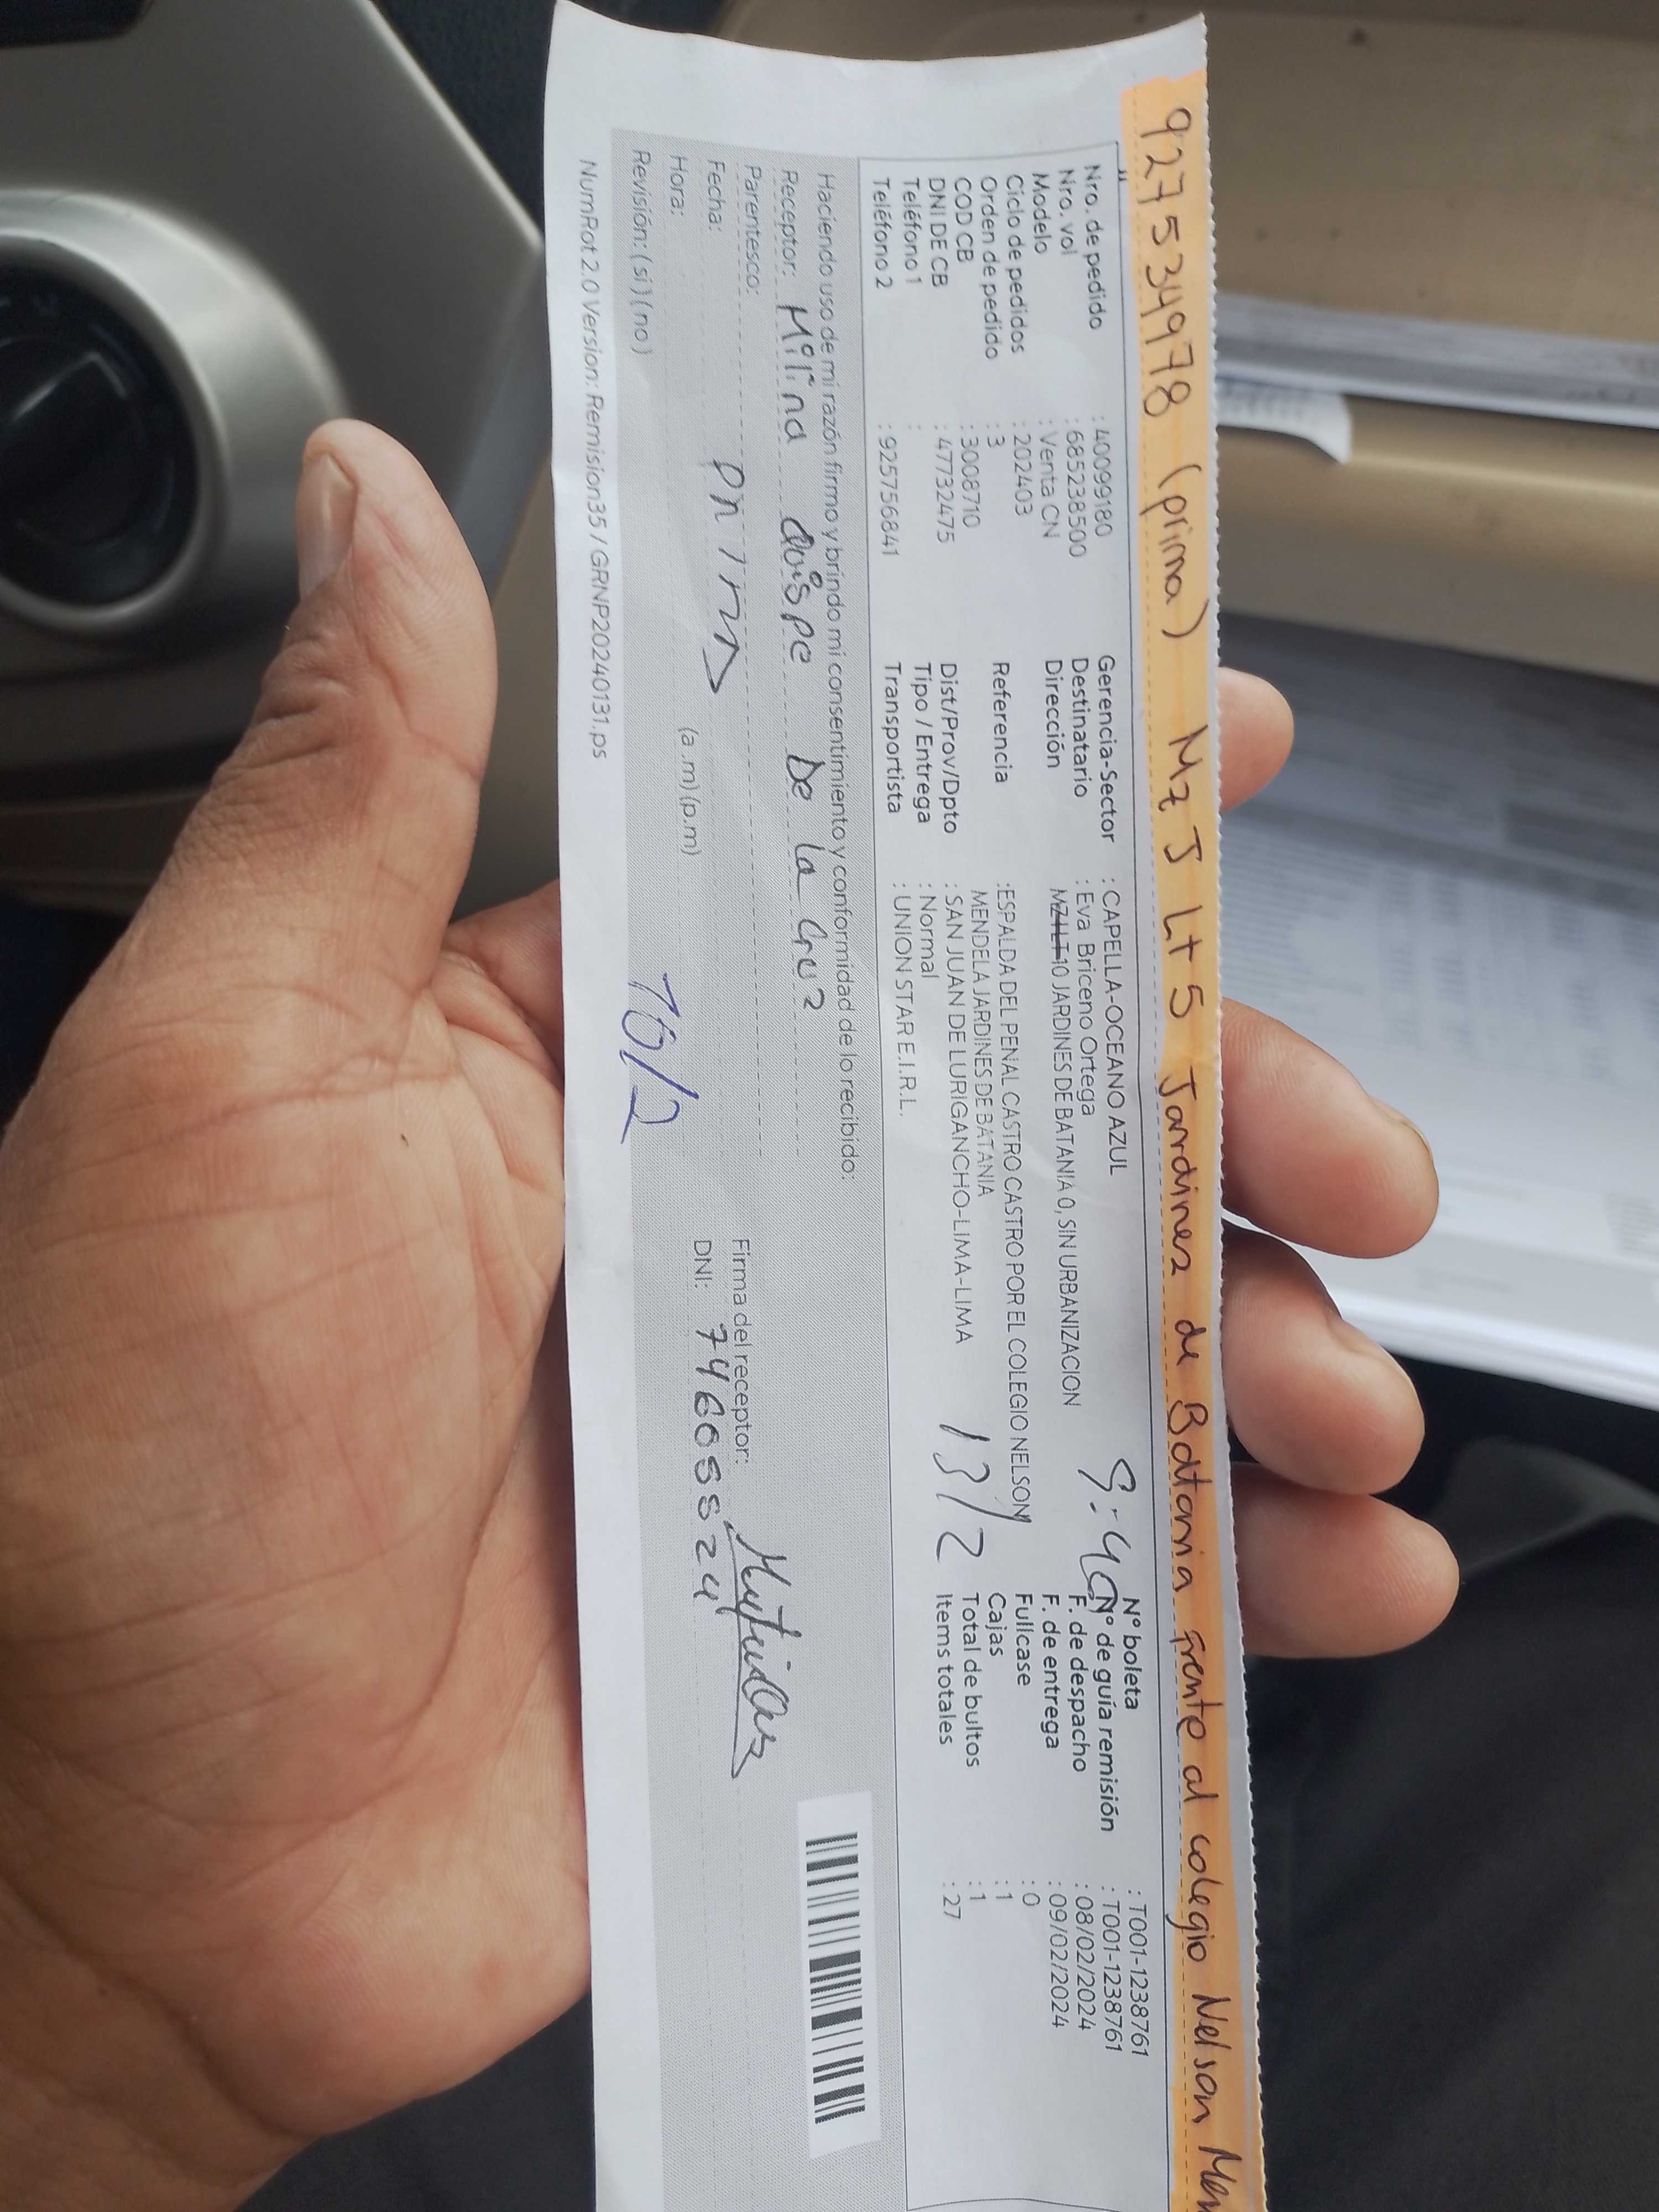 927534978 (prima) Mz J Lt 5 Jardines de Batania frente al colegio Nelson Men
Nro. de pedido : 40099180
Nro. vol : 685238500
Modelo : Venta CN
Ciclo de pedidos : 202403
Orden de pedido : 3
COD CB : 3008710
DNI DE CB : 47732475
Teléfono 1 :
Teléfono 2 : 925756841
Gerencia-Sector : CAPELLA-OCEANO AZUL
Destinatario : Eva Briceno Ortega
Dirección : MZ I LT 10 JARDINES DE BATANIA 0, SIN URBANIZACION
Referencia :ESPALDA DEL PENAL CASTRO CASTRO POR EL COLEGIO NELSON
MENDELA JARDINES DE BATANIA
Dist/Prov/Dpto : SAN JUAN DE LURIGANCHO-LIMA-LIMA
Tipo / Entrega : Normal
Transportista : UNION STAR E.I.R.L.
13/2
N° boleta : T001-1238761
N° de guía remisión : T001-1238761
F. de despacho : 08/02/2024
F. de entrega : 09/02/2024
Fullcase : 0
Cajas : 1
Total de bultos : 1
Items totales : 27
Haciendo uso de mi razón firmo y brindo mi consentimiento y conformidad de lo recibido:
Receptor: Milina Quispe De la Cruz
Parentesco:
Fecha:
Hora: (a.m) (p.m)
Revisión: ( si ) ( no )
10/2
Firma del receptor:
DNI: 74605524
NumRot 2.0 Version: Remision35 / GRNP20240131.ps